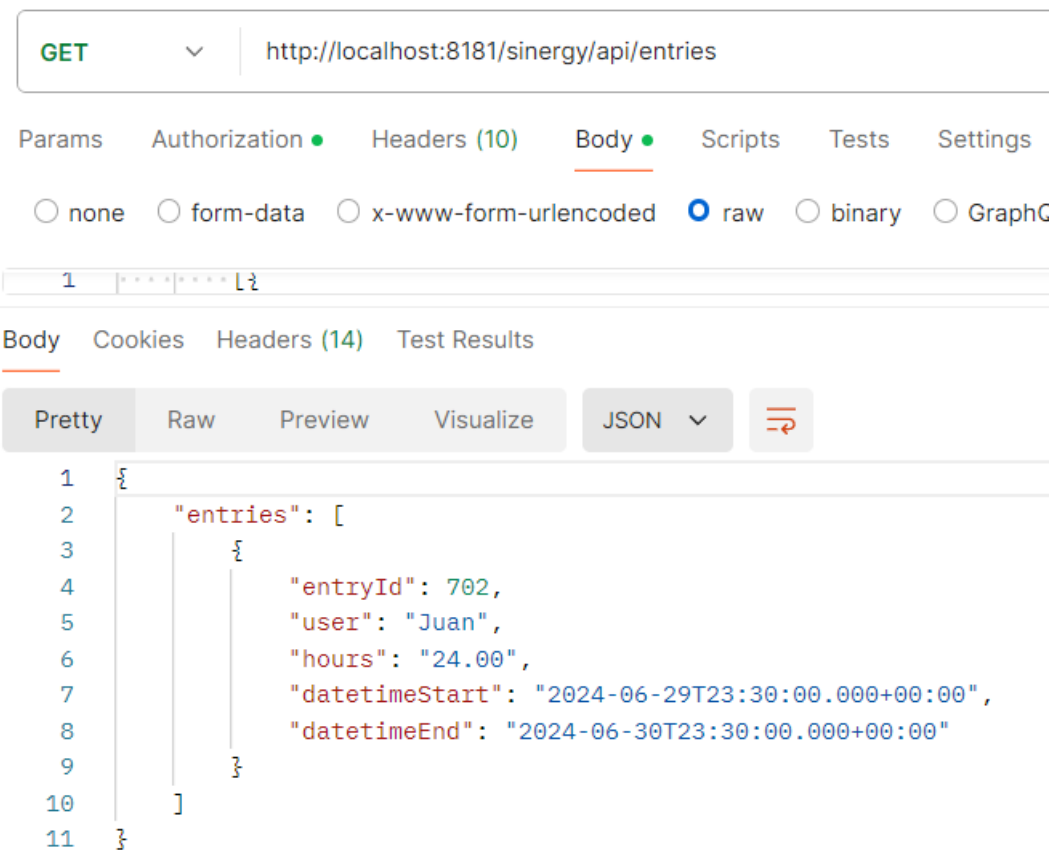 GET http://localhost:8181/sinergy/api/entries
Params Authorization Headers (10) Body Scripts Tests Settings
none form-data x-www-form-urlencoded raw binary GraphQ
1 [{
Body Cookies Headers (14) Test Results
Pretty Raw Preview Visualize JSON
1 {
2 "entries": [
3 {
4 "entryId": 702,
5 "user": "Juan",
6 "hours": "24.00",
7 "datetimeStart": "2024-06-29T23:30:00.000+00:00",
8 "datetimeEnd": "2024-06-30T23:30:00.000+00:00"
9 }
10 ]
11 }